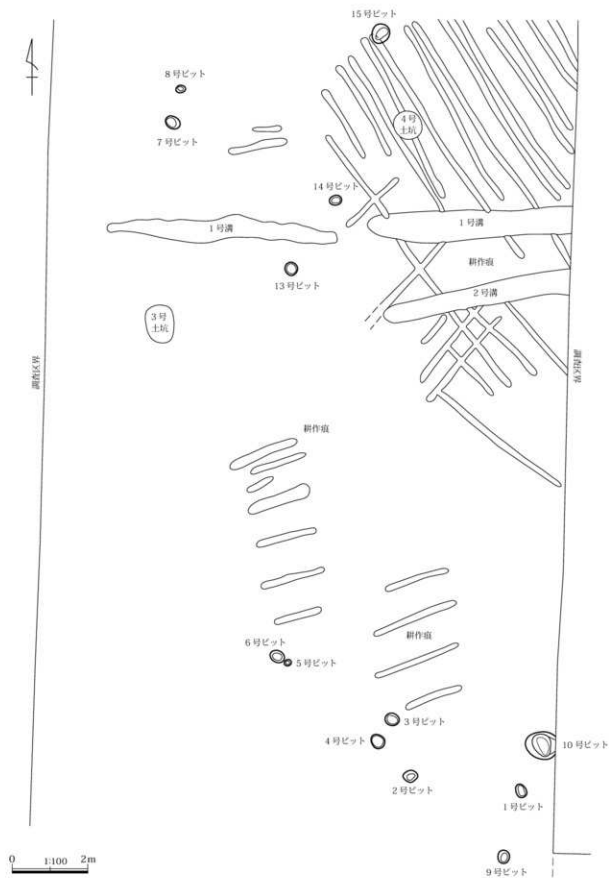 15号ピット
8号ピット
7号ピット
4号
土坑
14号ピット
1号溝
1号溝
耕作痕
13号ピット
2号溝
3号
土坑
調査区界
調査区界
耕作痕
耕作痕
6号ピット
5号ピット
3号ピット
4号ピット
10号ピット
2号ピット
1号ピット
9号ピット
0 1:100 2m